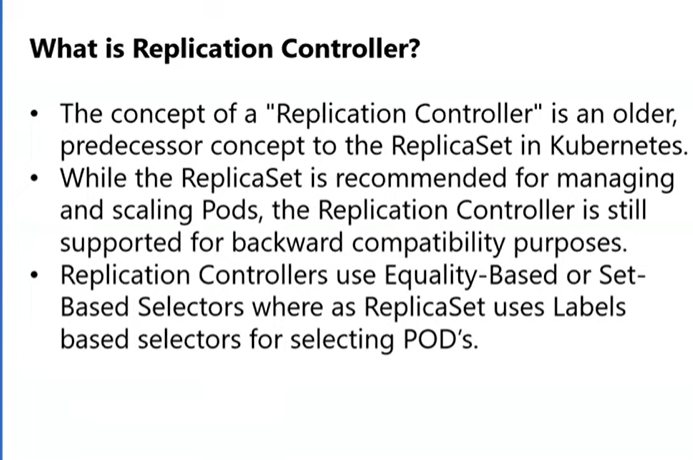 What is Replication Controller?
• The concept of a "Replication Controller" is an older,
predecessor concept to the ReplicaSet in Kubernetes.
• While the ReplicaSet is recommended for managing
and scaling Pods, the Replication Controller is still
supported for backward compatibility purposes.
• Replication Controllers use Equality-Based or Set-
Based Selectors where as ReplicaSet uses Labels
based selectors for selecting POD's.